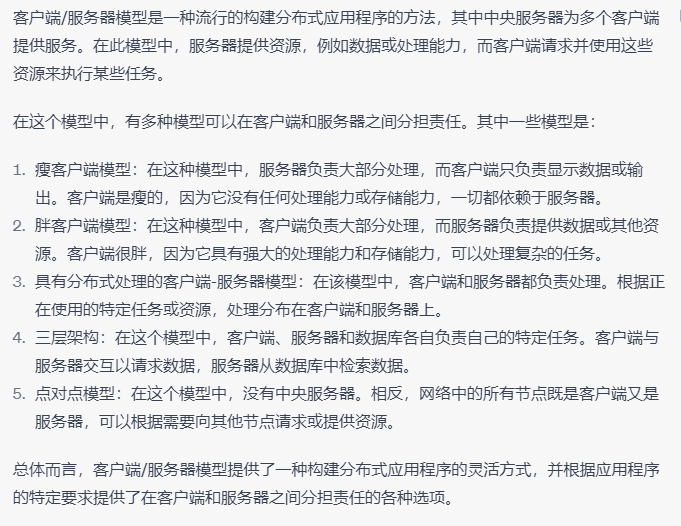 客户端/服务器模型是一种流行的构建分布式应用程序的方法，其中中央服务器为多个客户端
提供服务。在此模型中，服务器提供资源，例如数据或处理能力，而客户端请求并使用这些
资源来执行某些任务。
在这个模型中，有多种模型可以在客户端和服务器之间分担责任。其中一些模型是：
1. 瘦客户端模型：在这种模型中，服务器负责大部分处理，而客户端只负责显示数据或输
出。客户端是瘦的，因为它没有任何处理能力或存储能力，一切都依赖于服务器。
2. 胖客户端模型：在这种模型中，客户端负责大部分处理，而服务器负责提供数据或其他资
源。客户端很胖，因为它具有强大的处理能力和存储能力，可以处理复杂的任务。
3. 具有分布式处理的客户端-服务器模型：在该模型中，客户端和服务器都负责处理。根据正
在使用的特定任务或资源，处理分布在客户端和服务器上。
4. 三层架构：在这个模型中，客户端、服务器和数据库各自负责自己的特定任务。客户端与
服务器交互以请求数据，服务器从数据库中检索数据。
5. 点对点模型：在这个模型中，没有中央服务器。相反，网络中的所有节点既是客户端又是
服务器，可以根据需要向其他节点请求或提供资源。
总体而言，客户端/服务器模型提供了一种构建分布式应用程序的灵活方式，并根据应用程序
的特定要求提供了在客户端和服务器之间分担责任的各种选项。